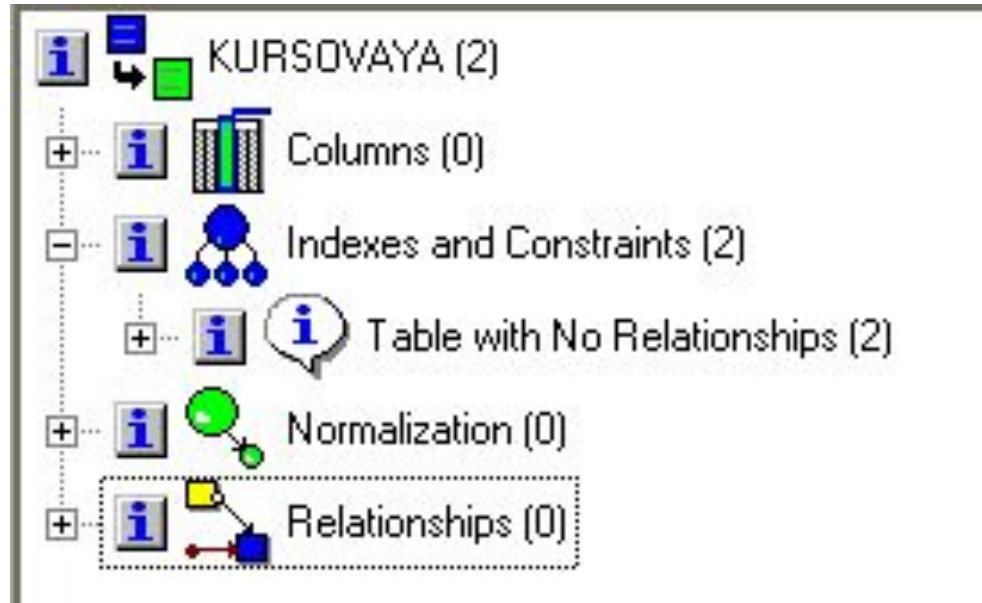 KURSOVAYA (2)
Columns (0)
Indexes and Constraints (2)
Table with No Relationships (2)
Normalization (0)
Relationships (0)